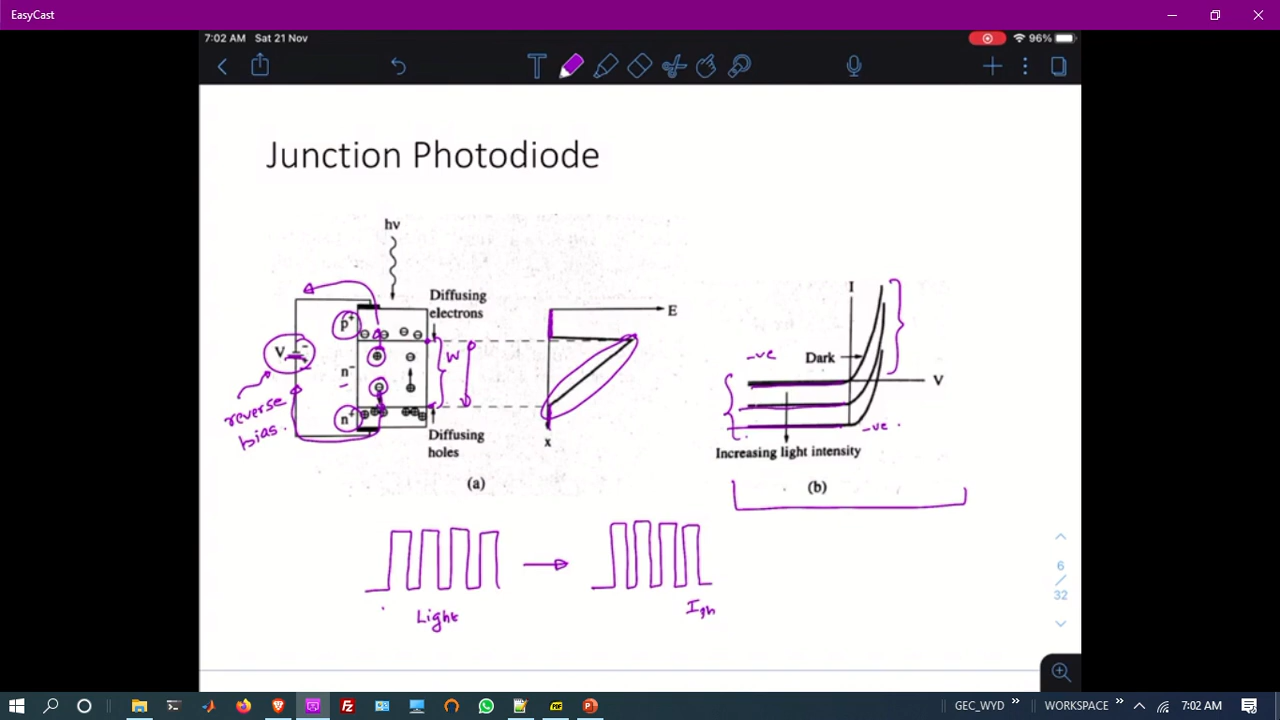 EasyCast
7:02 AM Sat 21 Nov
96%
T
Junction Photodiode
hν
Diffusing
electrons
p+
V
n−
W
n+
reverse
bias.
Diffusing
holes
E
x
(a)
I
-ve
Dark
V
-ve.
Increasing light intensity
(b)
Light
Iph
6
/
32
GEC_WYD »
WORKSPACE »
7:02 AM